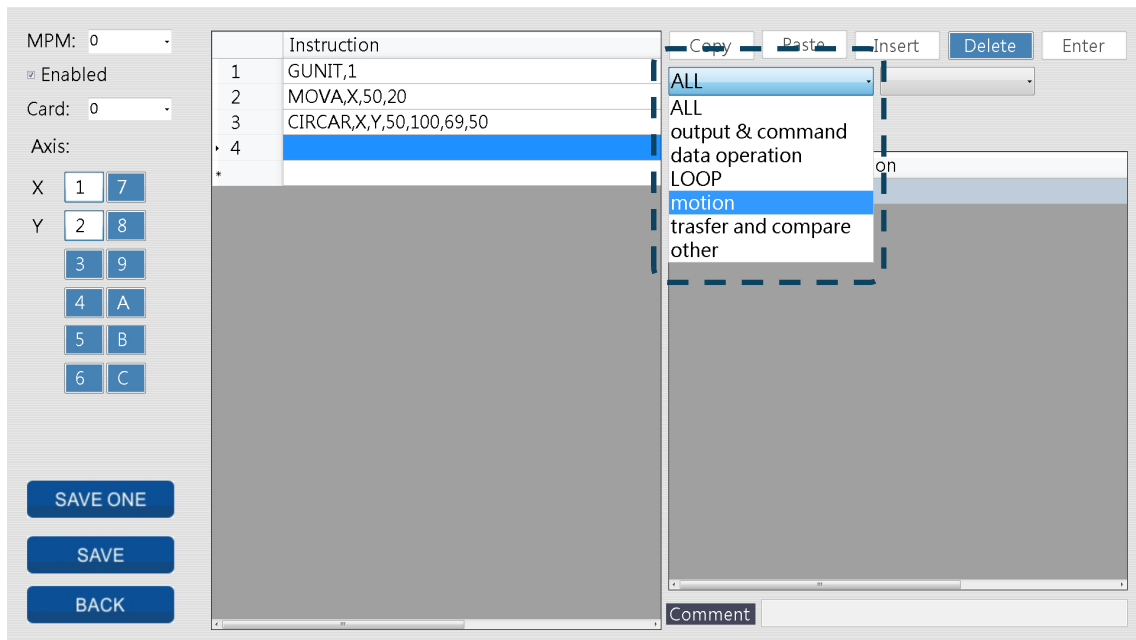 MPM: 0
Enabled
Card: 0
Axis:
X 1 7
Y 2 8
3 9
4 A
5 B
6 C
SAVE ONE
SAVE
BACK
Instruction
1 GUNIT,1
2 MOVA,X,50,20
3 CIRCAR,X,Y,50,100,69,50
4
*
Copy Paste Insert Delete Enter
ALL
ALL
output & command
data operation
LOOP
motion
trasfer and compare
other
on
Comment